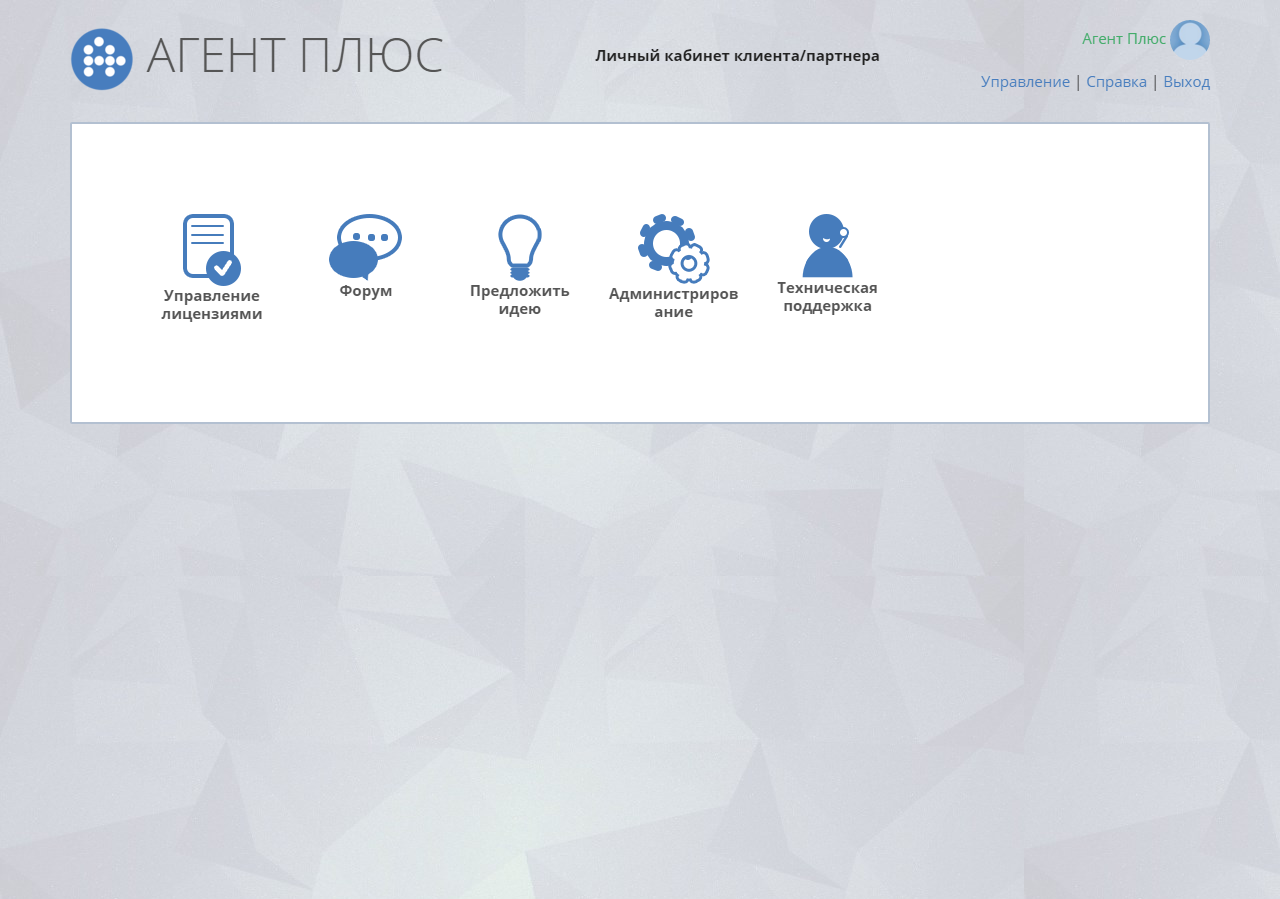 АГЕНТ ПЛЮС
Личный кабинет клиента/партнера
Агент Плюс
Управление | Справка | Выход
Управление
лицензиями
Форум
Предложить
идею
Администриров
ание
Техническая
поддержка